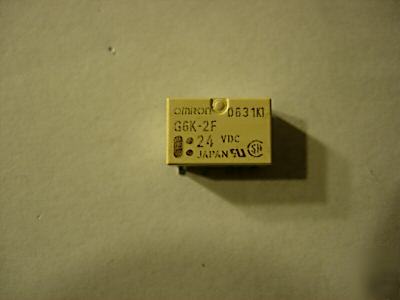 omron 0631K1
G6K-2F
24 VDC
JAPAN